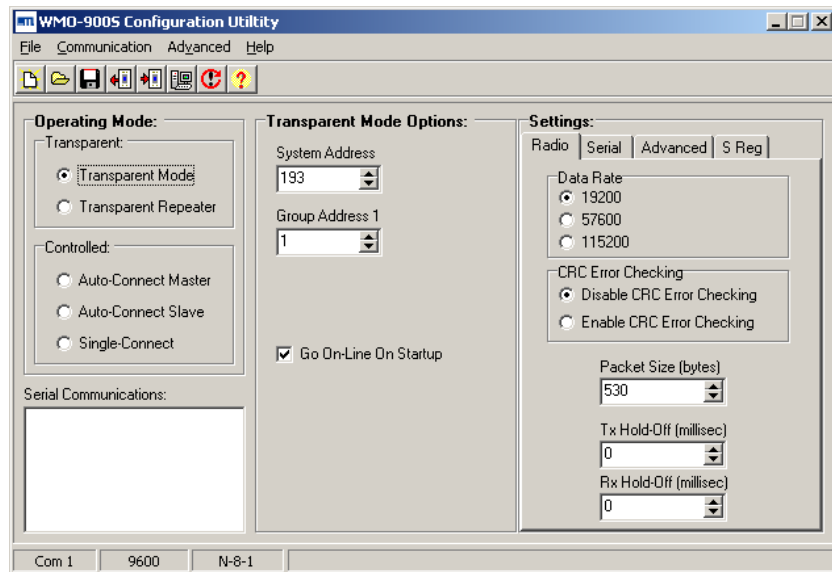 WMO-900S Configuration Utiltity
File Communication Advanced Help
Operating Mode:
Transparent:
Transparent Mode
Transparent Repeater
Controlled:
Auto-Connect Master
Auto-Connect Slave
Single-Connect
Serial Communications:
Transparent Mode Options:
System Address
193
Group Address 1
1
Go On-Line On Startup
Settings:
Radio Serial Advanced S Reg
Data Rate
19200
57600
115200
CRC Error Checking
Disable CRC Error Checking
Enable CRC Error Checking
Packet Size (bytes)
530
Tx Hold-Off (millisec)
0
Rx Hold-Off (millisec)
0
Com 1 9600 N-8-1